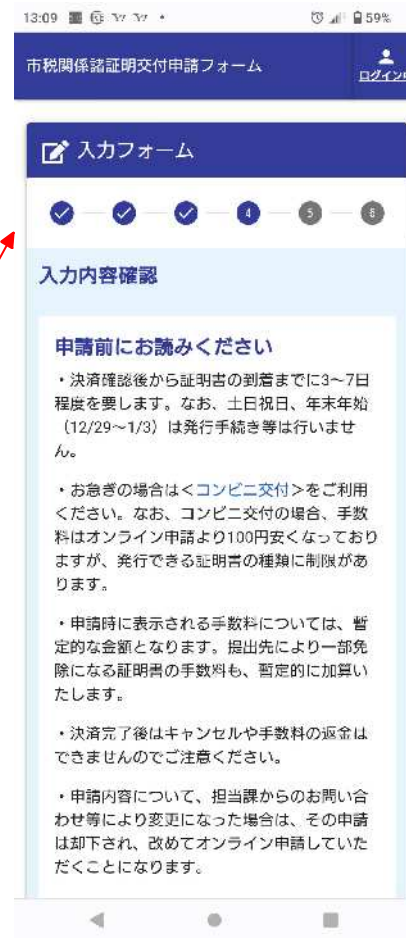 13:09
59%
市税関係諸証明交付申請フォーム
ログイン中
入力フォーム
4
5
6
入力内容確認
申請前にお読みください
・決済確認後から証明書の到着までに3〜7日
程度を要します。なお、土日祝日、年末年始
（12/29〜1/3）は発行手続き等は行いませ
ん。
・お急ぎの場合は<コンビニ交付>をご利用
ください。なお、コンビニ交付の場合、手数
料はオンライン申請より100円安くなっており
ますが、発行できる証明書の種類に制限があ
ります。
・申請時に表示される手数料については、暫
定的な金額となります。提出先により一部免
除になる証明書の手数料も、暫定的に加算い
たします。
・決済完了後はキャンセルや手数料の返金は
できませんのでご注意ください。
・申請内容について、担当課からのお問い合
わせ等により変更になった場合は、その申請
は却下され、改めてオンライン申請していた
だくことになります。